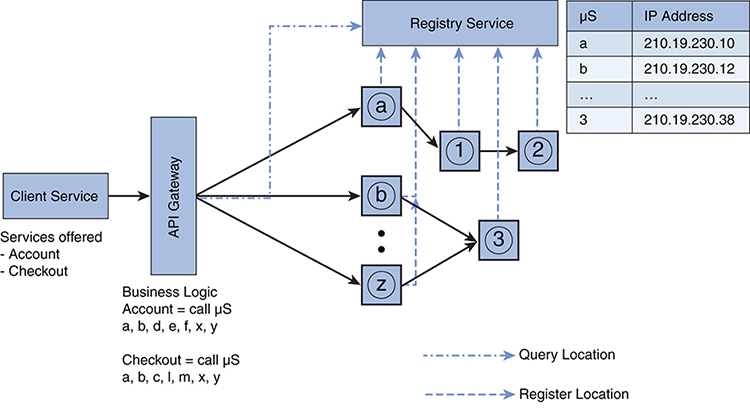 Registry Service
µS IP Address
a 210.19.230.10
b 210.19.230.12
... ...
3 210.19.230.38
a
1
2
Client Service
API Gateway
b
3
z
Services offered
- Account
- Checkout
Business Logic
Account = call µS
a, b, d, e, f, x, y
Checkout = call µS
a, b, c, l, m, x, y
Query Location
Register Location